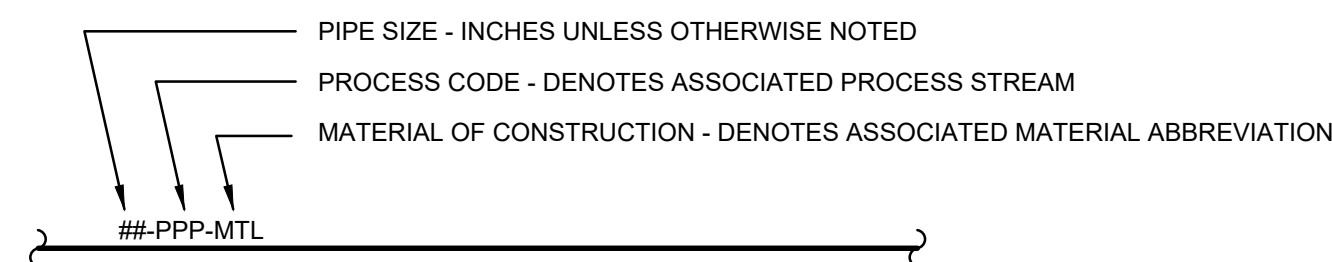 PIPE SIZE - INCHES UNLESS OTHERWISE NOTED
PROCESS CODE - DENOTES ASSOCIATED PROCESS STREAM
MATERIAL OF CONSTRUCTION - DENOTES ASSOCIATED MATERIAL ABBREVIATION
##-PPP-MTL